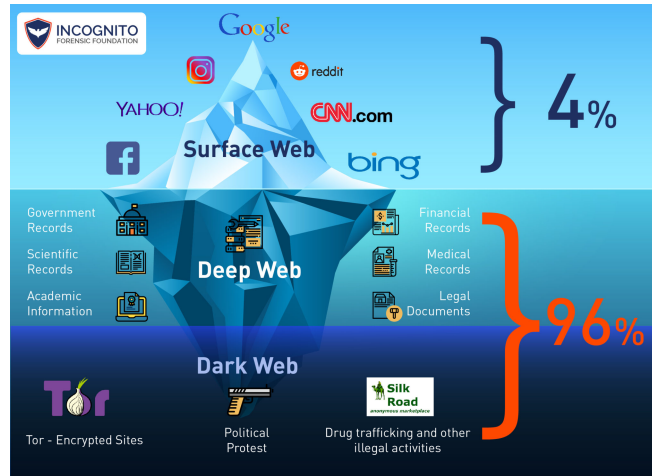 INCOGNITO
FORENSIC FOUNDATION
Google
reddit
YAHOO!
CNN.com
Surface Web
bing
4%
Government
Records
Financial
Records
Scientific
Records
Deep Web
Medical
Records
Academic
Information
Legal
Documents
96%
Dark Web
Tor
Silk
Road
anonymous marketplace
Tor - Encrypted Sites
Political
Protest
Drug trafficking and other
illegal activities